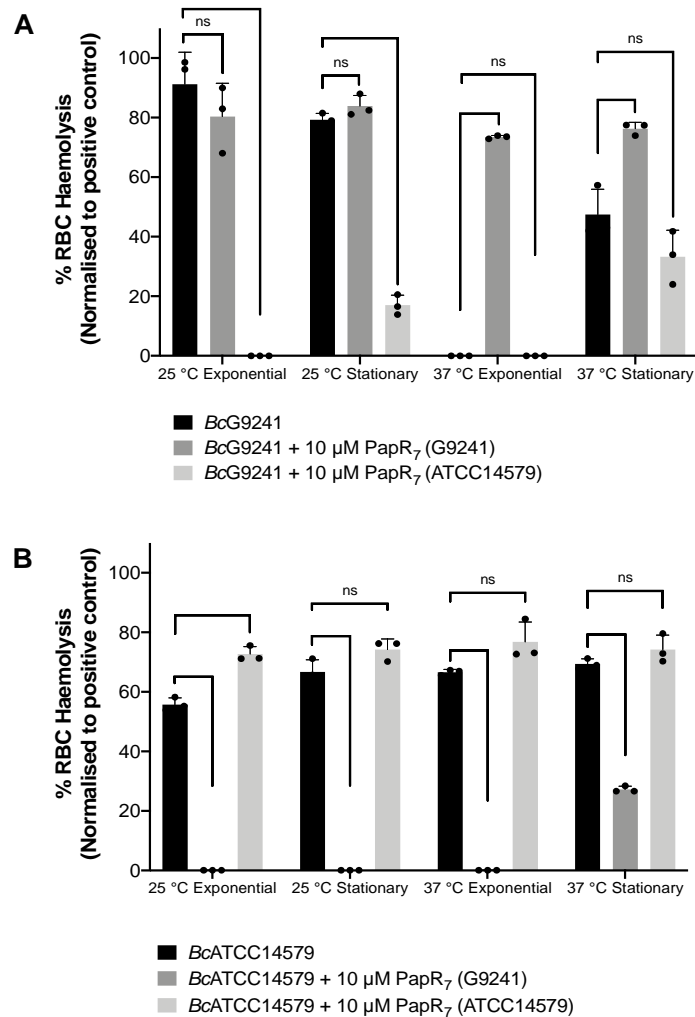 A
% RBC Haemolysis
(Normalised to positive control)
100
80
60
40
20
0
ns
ns
ns
ns
25 °C Exponential
25 °C Stationary
37 °C Exponential
37 °C Stationary
BcG9241
BcG9241 + 10 µM PapR7 (G9241)
BcG9241 + 10 µM PapR7 (ATCC14579)
B
% RBC Haemolysis
(Normalised to positive control)
100
80
60
40
20
0
ns
ns
ns
25 °C Exponential
25 °C Stationary
37 °C Exponential
37 °C Stationary
BcATCC14579
BcATCC14579 + 10 µM PapR7 (G9241)
BcATCC14579 + 10 µM PapR7 (ATCC14579)